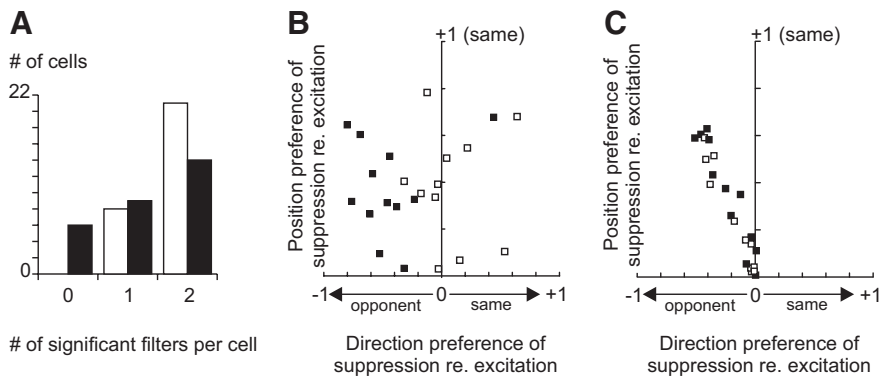 A
# of cells
22
0
0 1 2
# of significant filters per cell
B
+1 (same)
Position preference of
suppression re. excitation
-1 0 +1
opponent same
Direction preference of
suppression re. excitation
C
+1 (same)
Position preference of
suppression re. excitation
-1 0 +1
opponent same
Direction preference of
suppression re. excitation